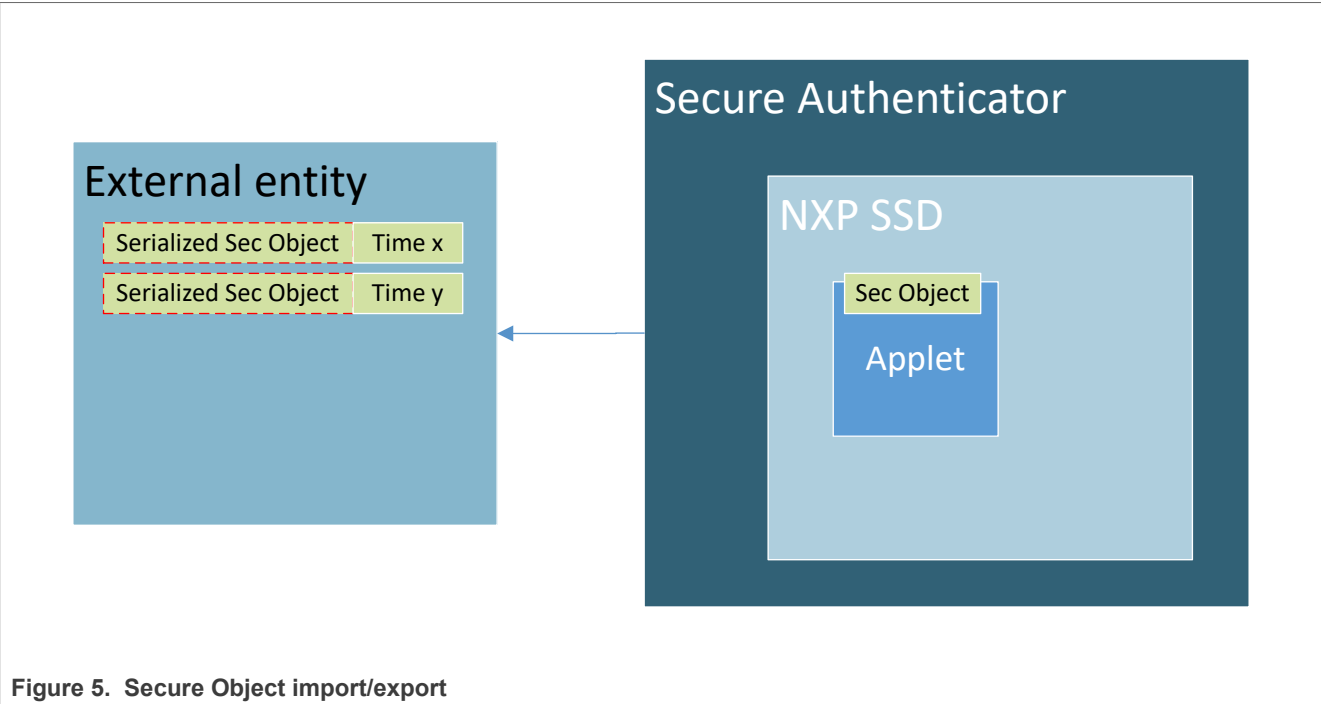 Secure Authenticator
External entity
Serialized Sec Object Time x
Serialized Sec Object Time y
NXP SSD
Sec Object
Applet
Figure 5. Secure Object import/export